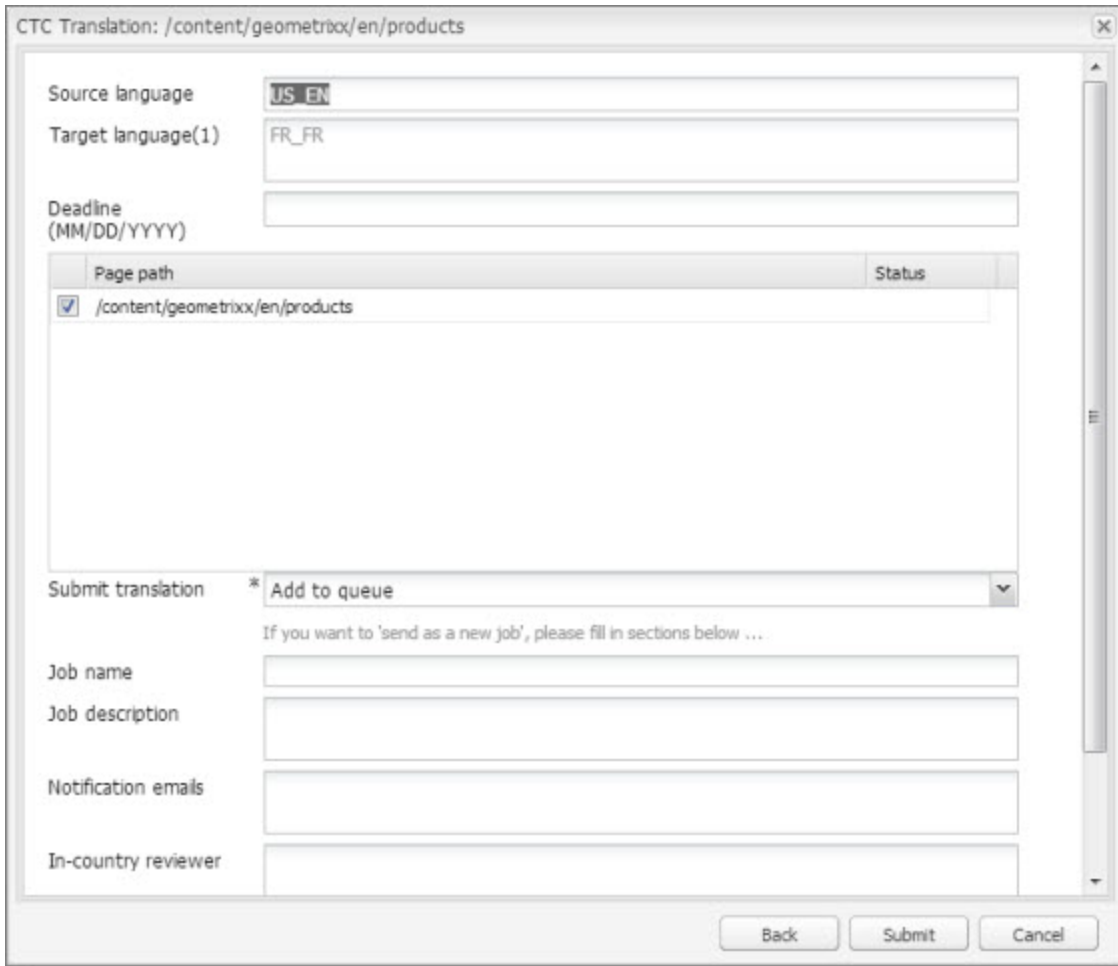 CTC Translation: /content/geometrixx/en/products
Source language US_EN
Target language(1) FR_FR
Deadline
(MM/DD/YYYY)
Page path Status
/content/geometrixx/en/products
Submit translation * Add to queue
If you want to 'send as a new job', please fill in sections below ...
Job name
Job description
Notification emails
In-country reviewer
Back Submit Cancel